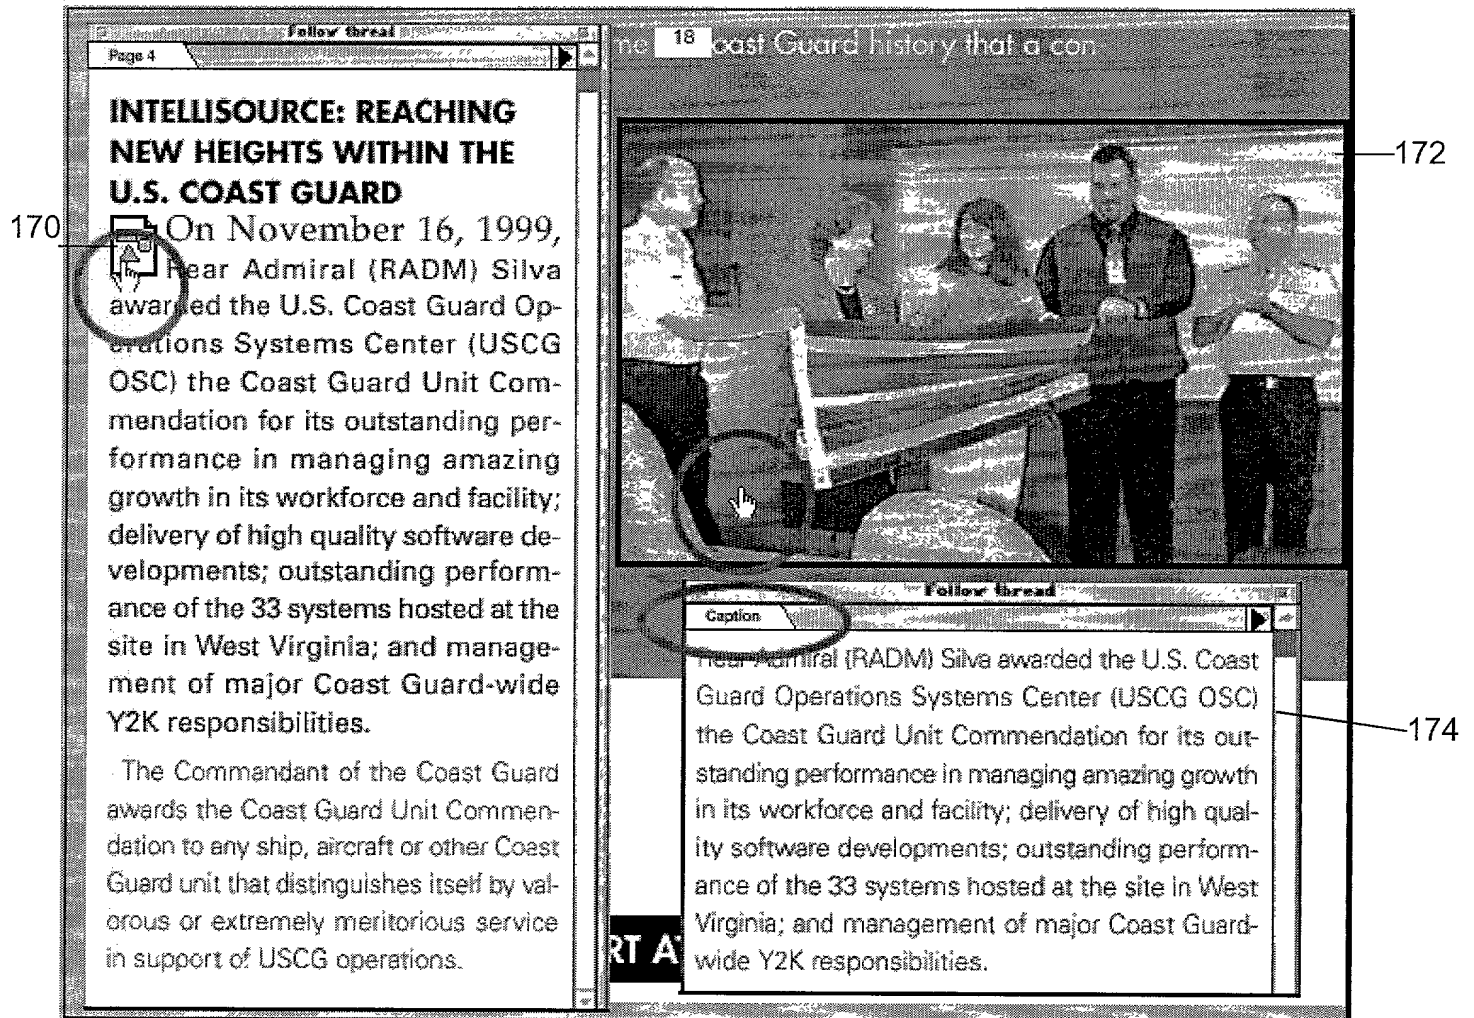 Follow thread
Page 4
INTELLISOURCE: REACHING
NEW HEIGHTS WITHIN THE
U.S. COAST GUARD
170
On November 16, 1999,
Rear Admiral (RADM) Silva
awarded the U.S. Coast Guard Op-
erations Systems Center (USCG
OSC) the Coast Guard Unit Com-
mendation for its outstanding per-
formance in managing amazing
growth in its workforce and facility;
delivery of high quality software de-
velopments; outstanding perform-
ance of the 33 systems hosted at the
site in West Virginia; and manage-
ment of major Coast Guard-wide
Y2K responsibilities.
The Commandant of the Coast Guard
awards the Coast Guard Unit Commen-
dation to any ship, aircraft or other Coast
Guard unit that distinguishes itself by val-
orous or extremely meritorious service
in support of USCG operations.
ne 18 oast Guard history that a con
172
Follow thread
Caption
Rear Admiral (RADM) Silva awarded the U.S. Coast
Guard Operations Systems Center (USCG OSC)
the Coast Guard Unit Commendation for its out-
standing performance in managing amazing growth
in its workforce and facility; delivery of high qual-
ity software developments; outstanding perform-
ance of the 33 systems hosted at the site in West
Virginia; and management of major Coast Guard-
wide Y2K responsibilities.
174
RT A